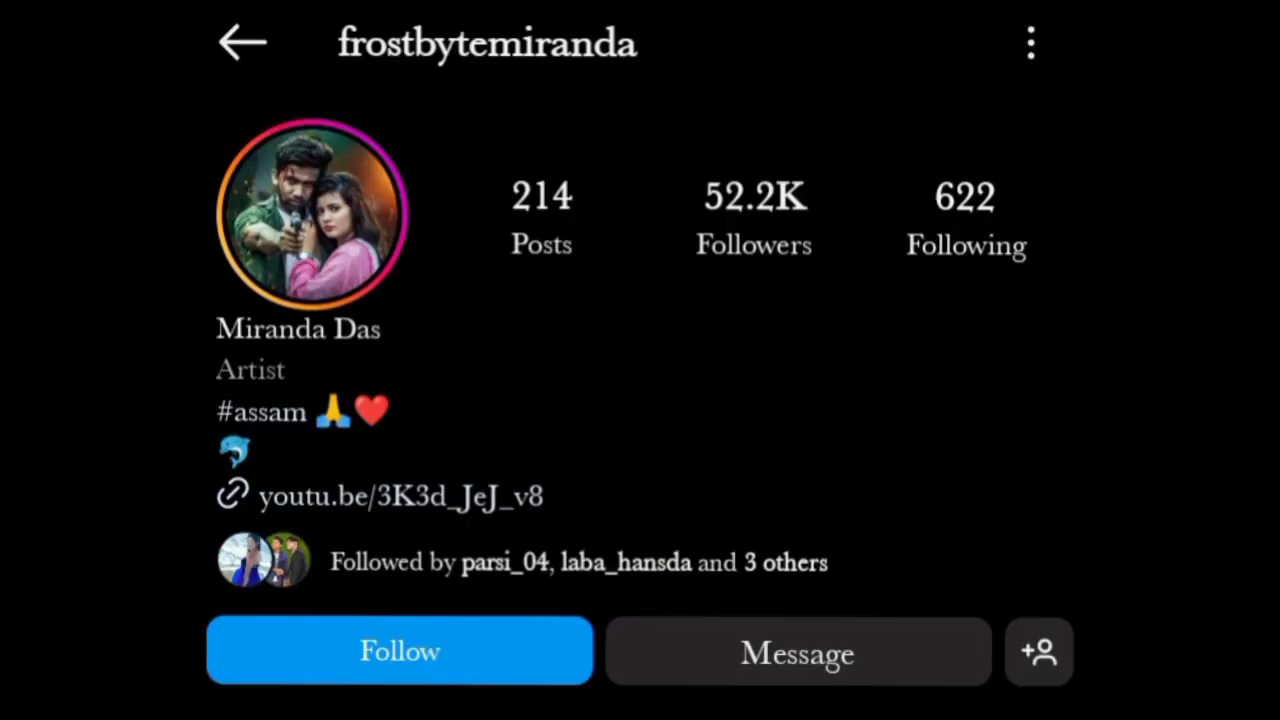 frostbytemiranda
214 52.2K 622
Posts Followers Following
Miranda Das
Artist
#assam 🙏❤️
🐬
youtu.be/3K3d_JeJ_v8
Followed by parsi_04, laba_hansda and 3 others
Follow Message